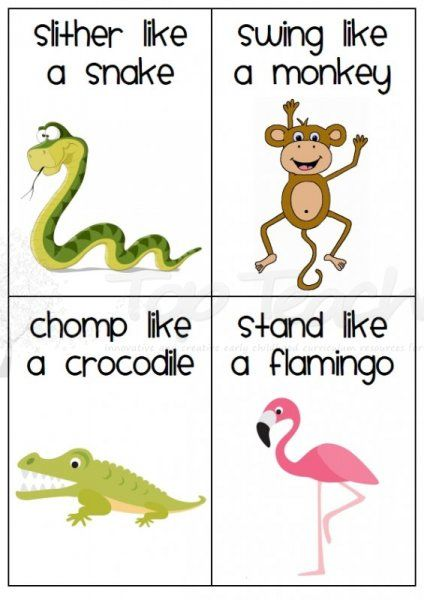 slither like
a snake
swing like
a monkey
chomp like
a crocodile
stand like
a flamingo